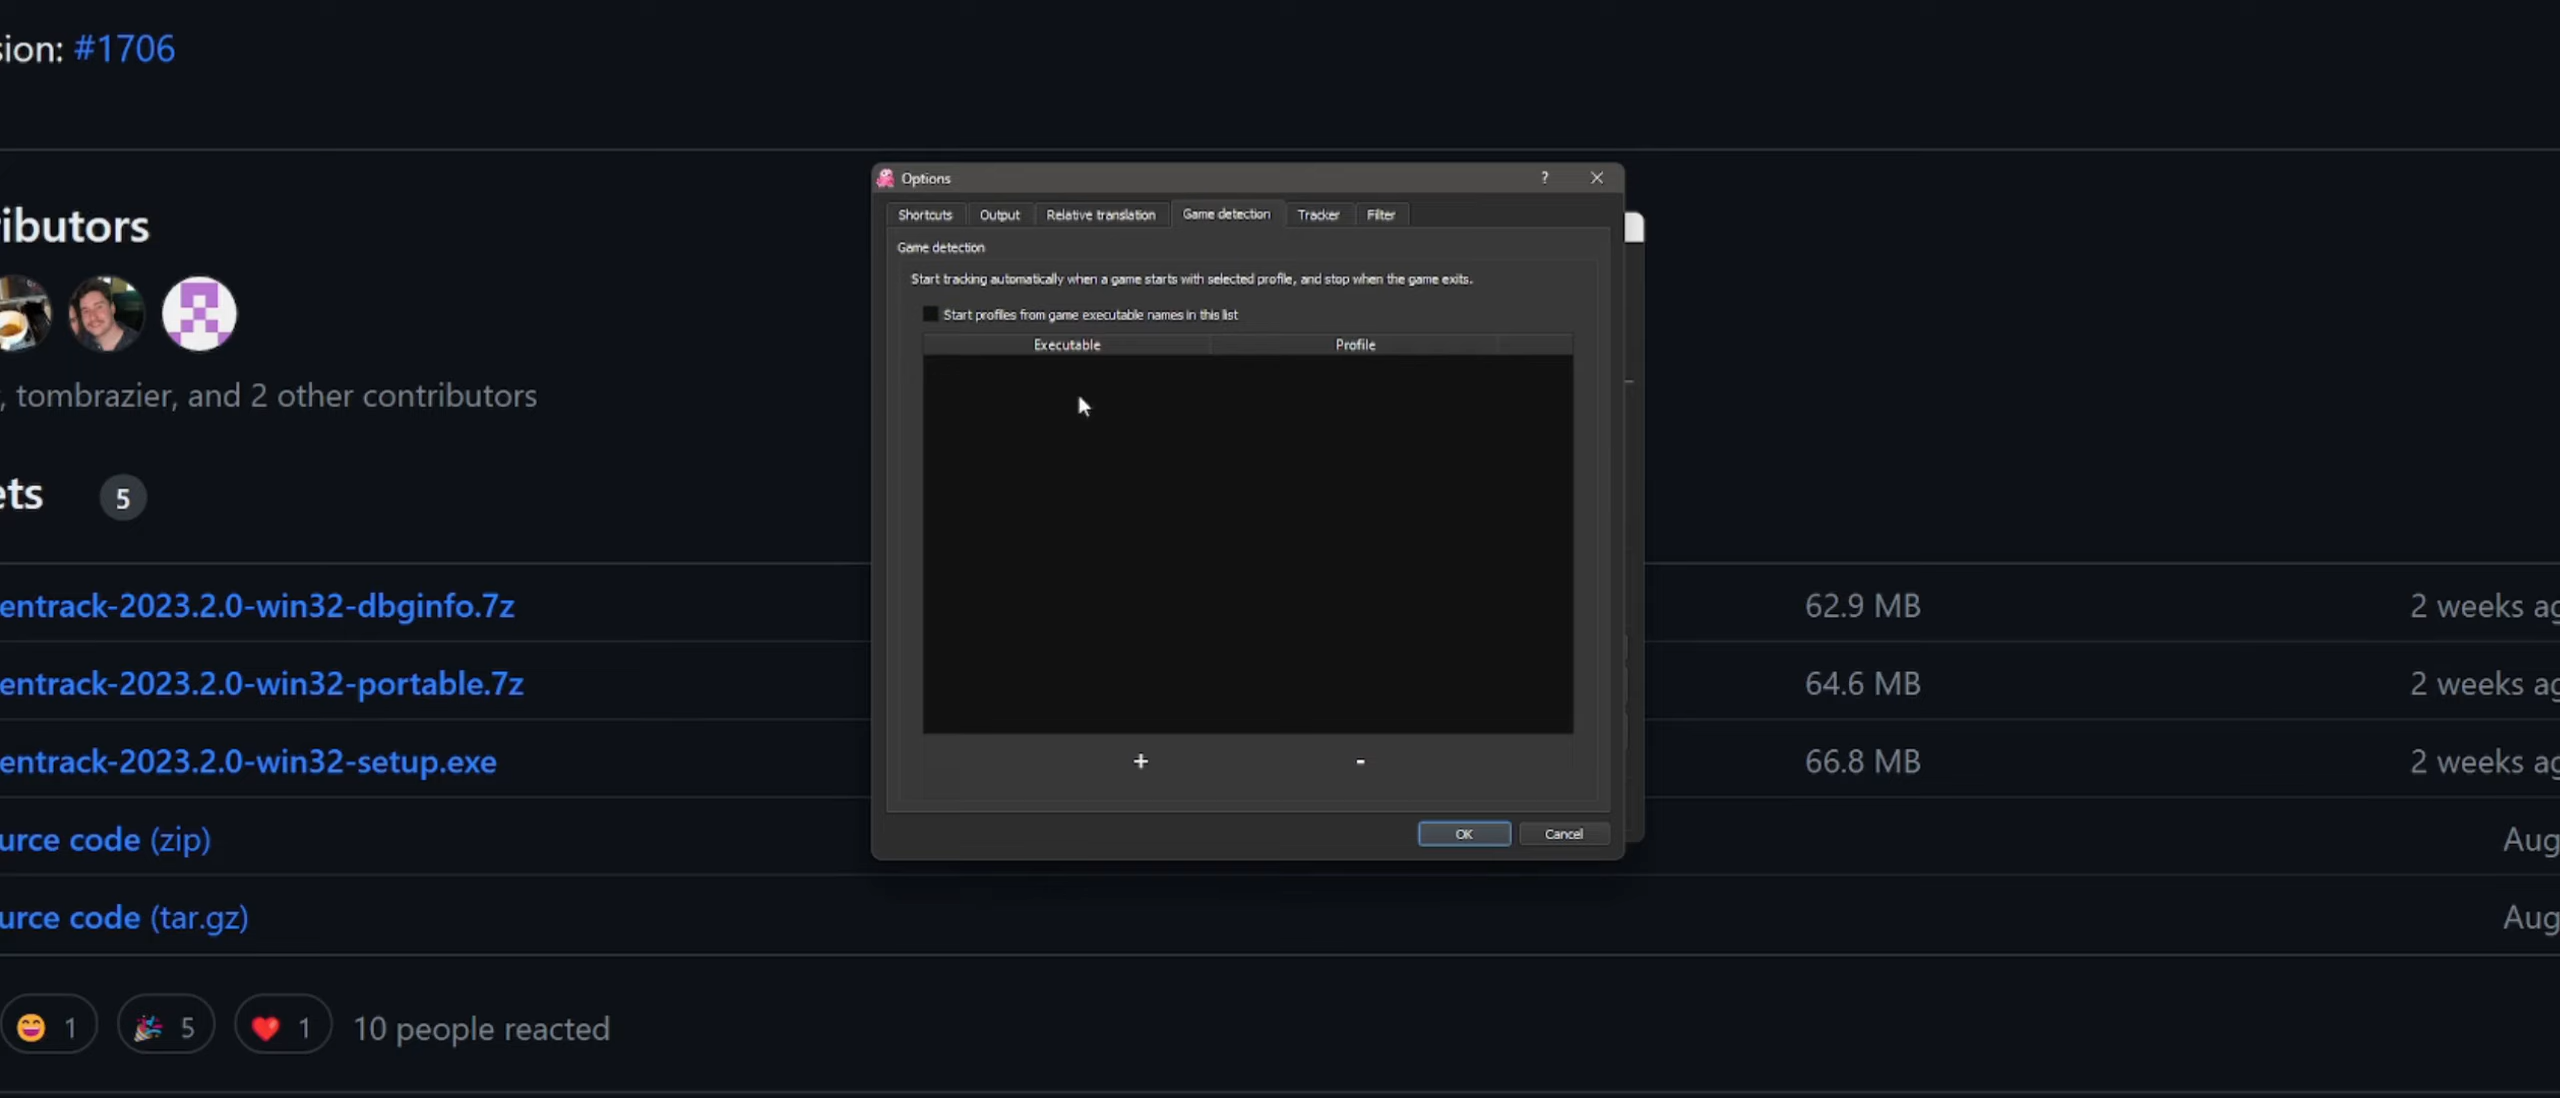 sion: #1706
ributors
, tombrazier, and 2 other contributors
ets 5
entrack-2023.2.0-win32-dbginfo.7z 62.9 MB 2 weeks ag
entrack-2023.2.0-win32-portable.7z 64.6 MB 2 weeks ag
entrack-2023.2.0-win32-setup.exe 66.8 MB 2 weeks ag
urce code (zip) Aug
urce code (tar.gz) Aug
1 5 1 10 people reacted
Options ?
Shortcuts Output Relative translation Game detection Tracker Filter
Game detection
Start tracking automatically when a game starts with selected profile, and stop when the game exits.
Start profiles from game executable names in this list
Executable Profile
+ -
OK Cancel